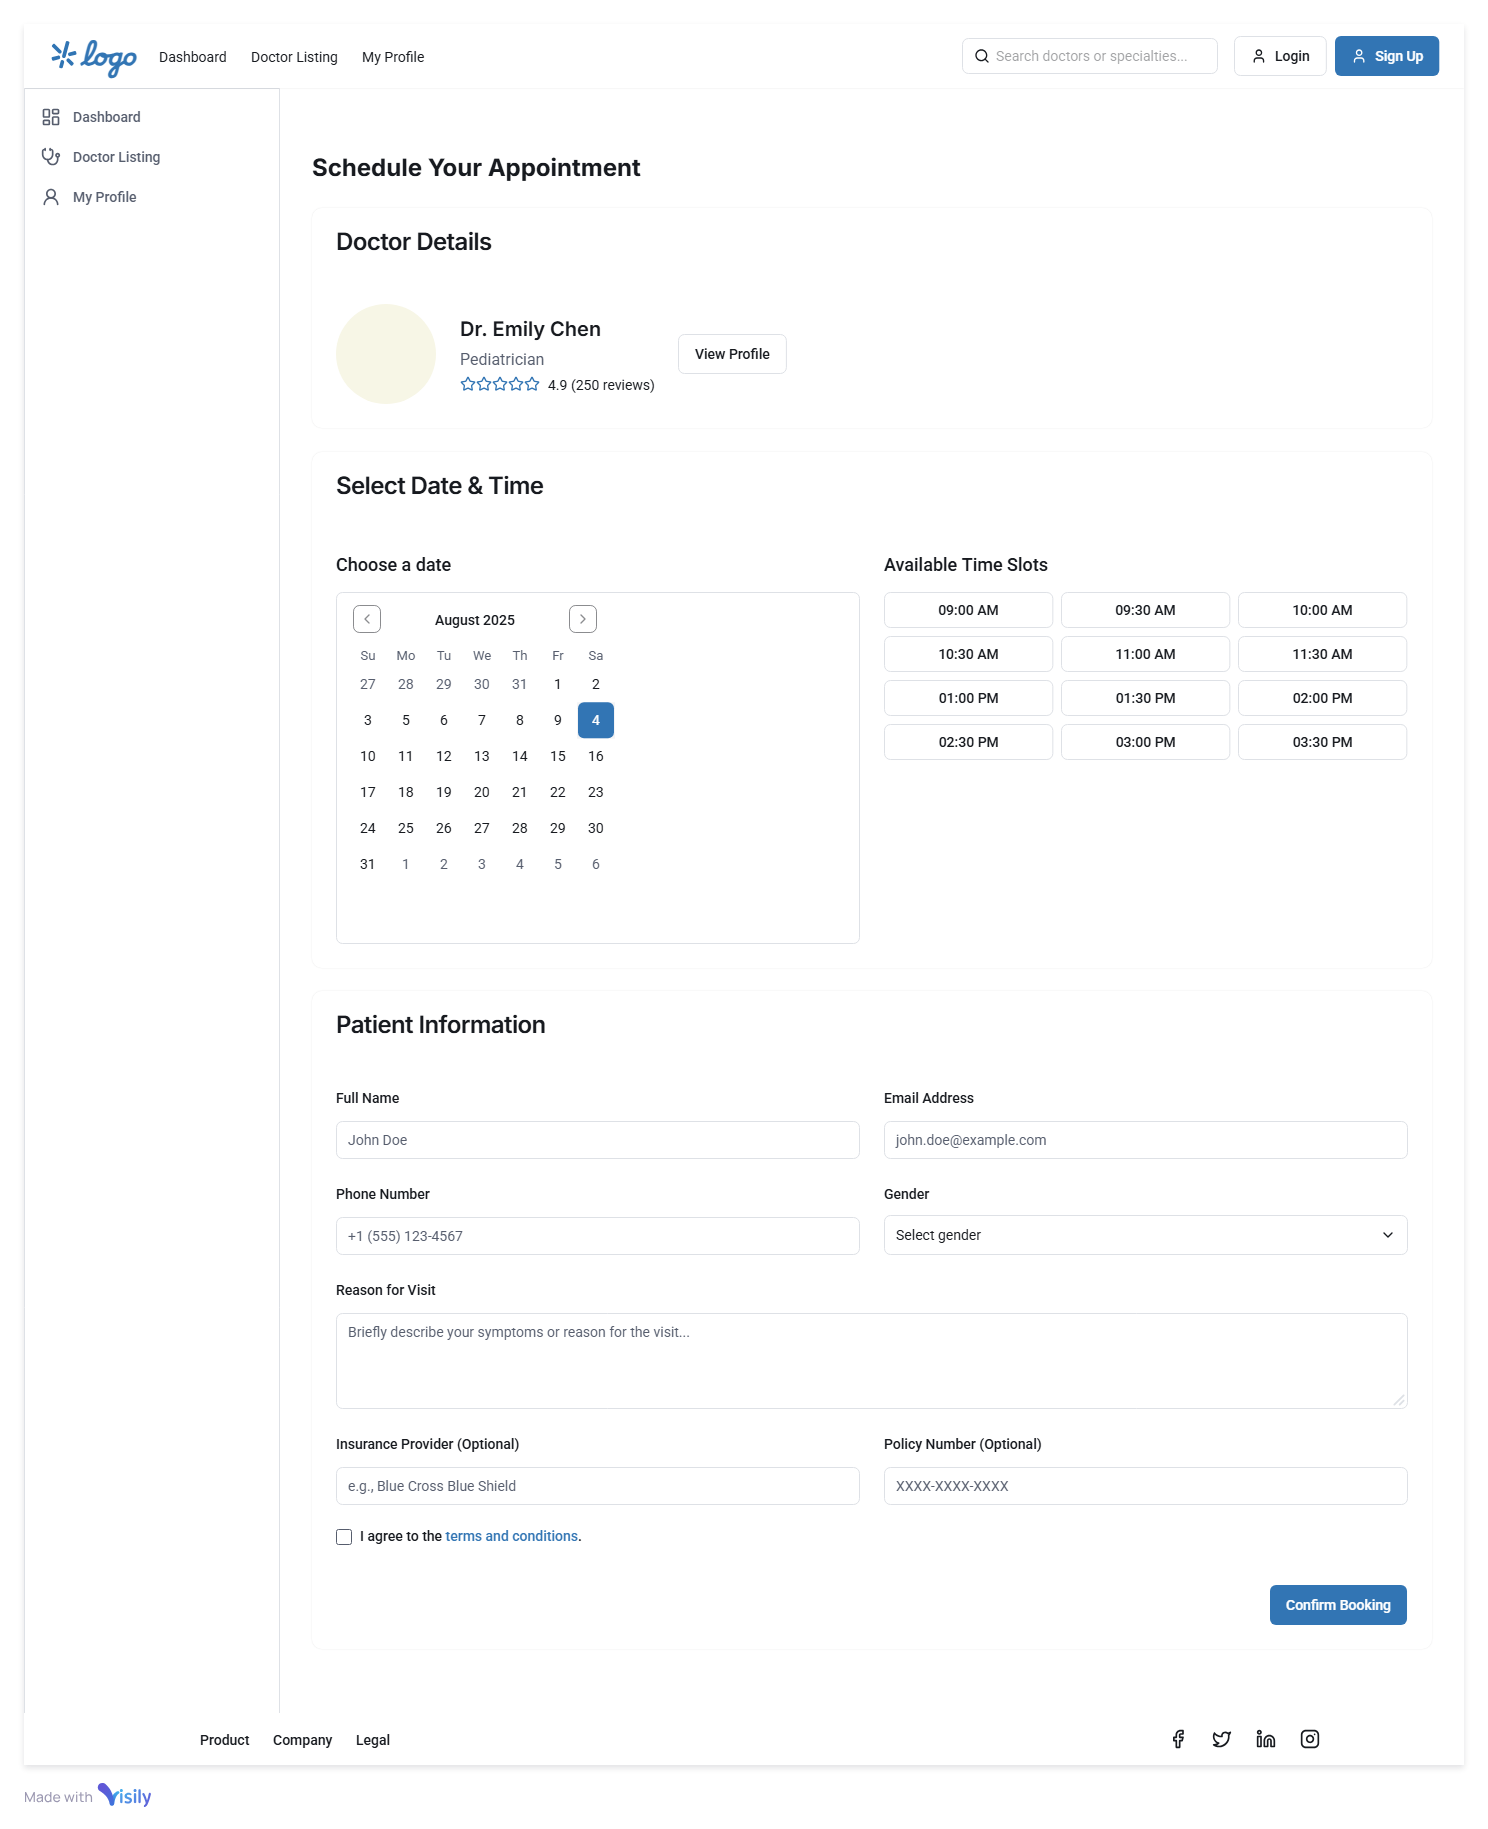 logo
Dashboard Doctor Listing My Profile
Search doctors or specialties...
Login
Sign Up
Dashboard
Doctor Listing
My Profile
Schedule Your Appointment
Doctor Details
Dr. Emily Chen
Pediatrician
4.9 (250 reviews)
View Profile
Select Date & Time
Choose a date
August 2025
Su Mo Tu We Th Fr Sa
27 28 29 30 31 1 2
3 5 6 7 8 9 4
10 11 12 13 14 15 16
17 18 19 20 21 22 23
24 25 26 27 28 29 30
31 1 2 3 4 5 6
Available Time Slots
09:00 AM 09:30 AM 10:00 AM
10:30 AM 11:00 AM 11:30 AM
01:00 PM 01:30 PM 02:00 PM
02:30 PM 03:00 PM 03:30 PM
Patient Information
Full Name
John Doe
Email Address
john.doe@example.com
Phone Number
+1 (555) 123-4567
Gender
Select gender
Reason for Visit
Briefly describe your symptoms or reason for the visit...
Insurance Provider (Optional)
e.g., Blue Cross Blue Shield
Policy Number (Optional)
XXXX-XXXX-XXXX
I agree to the terms and conditions.
Confirm Booking
Product Company Legal
Made with Visily